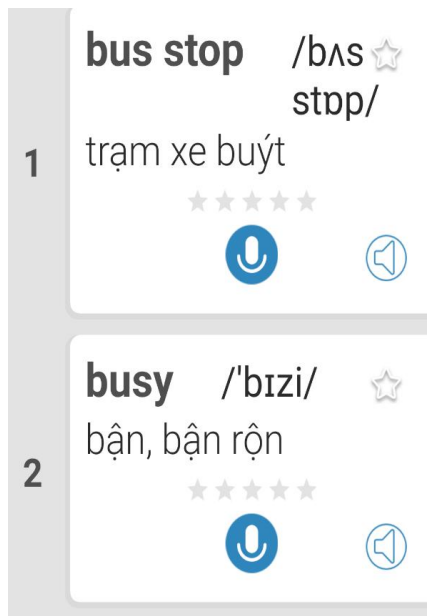 bus stop /bʌs
stɒp/
1
trạm xe buýt
busy /ˈbɪzi/
2
bận, bận rộn